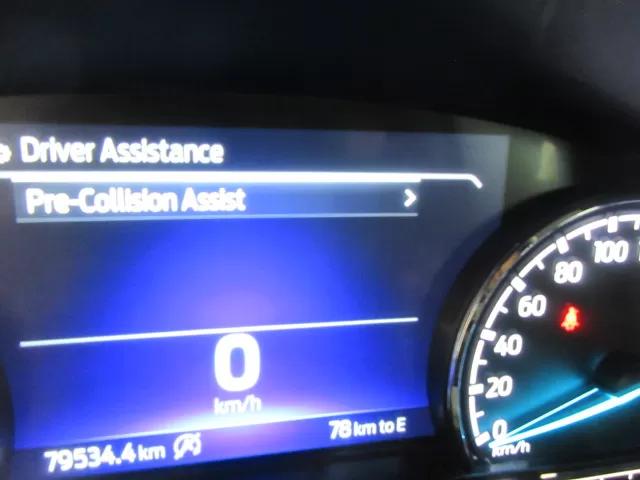 Driver Assistance
Pre-Collision Assist
0
km/h
79534.4 km
78 km to E
100
80
60
40
20
0
km/h